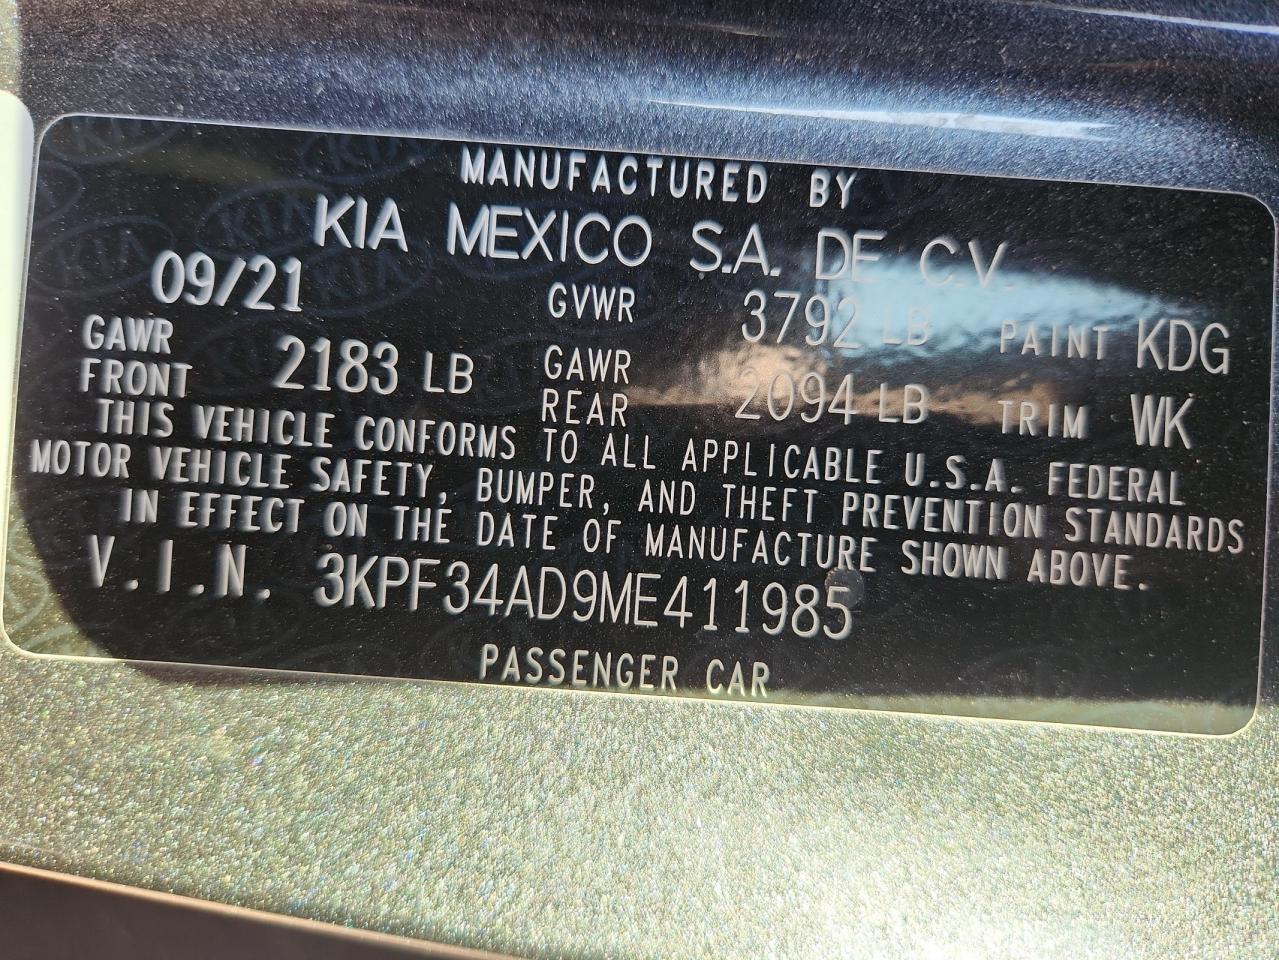 MANUFACTURED BY
KIA MEXICO S.A. DE C.V.
09/21 GVWR 3792 LB PAINT KDG
GAWR FRONT 2183 LB GAWR REAR 2094 LB TRIM WK
THIS VEHICLE CONFORMS TO ALL APPLICABLE U.S.A. FEDERAL
MOTOR VEHICLE SAFETY, BUMPER, AND THEFT PREVENTION STANDARDS
IN EFFECT ON THE DATE OF MANUFACTURE SHOWN ABOVE.
V.I.N. 3KPF34AD9ME411985
PASSENGER CAR